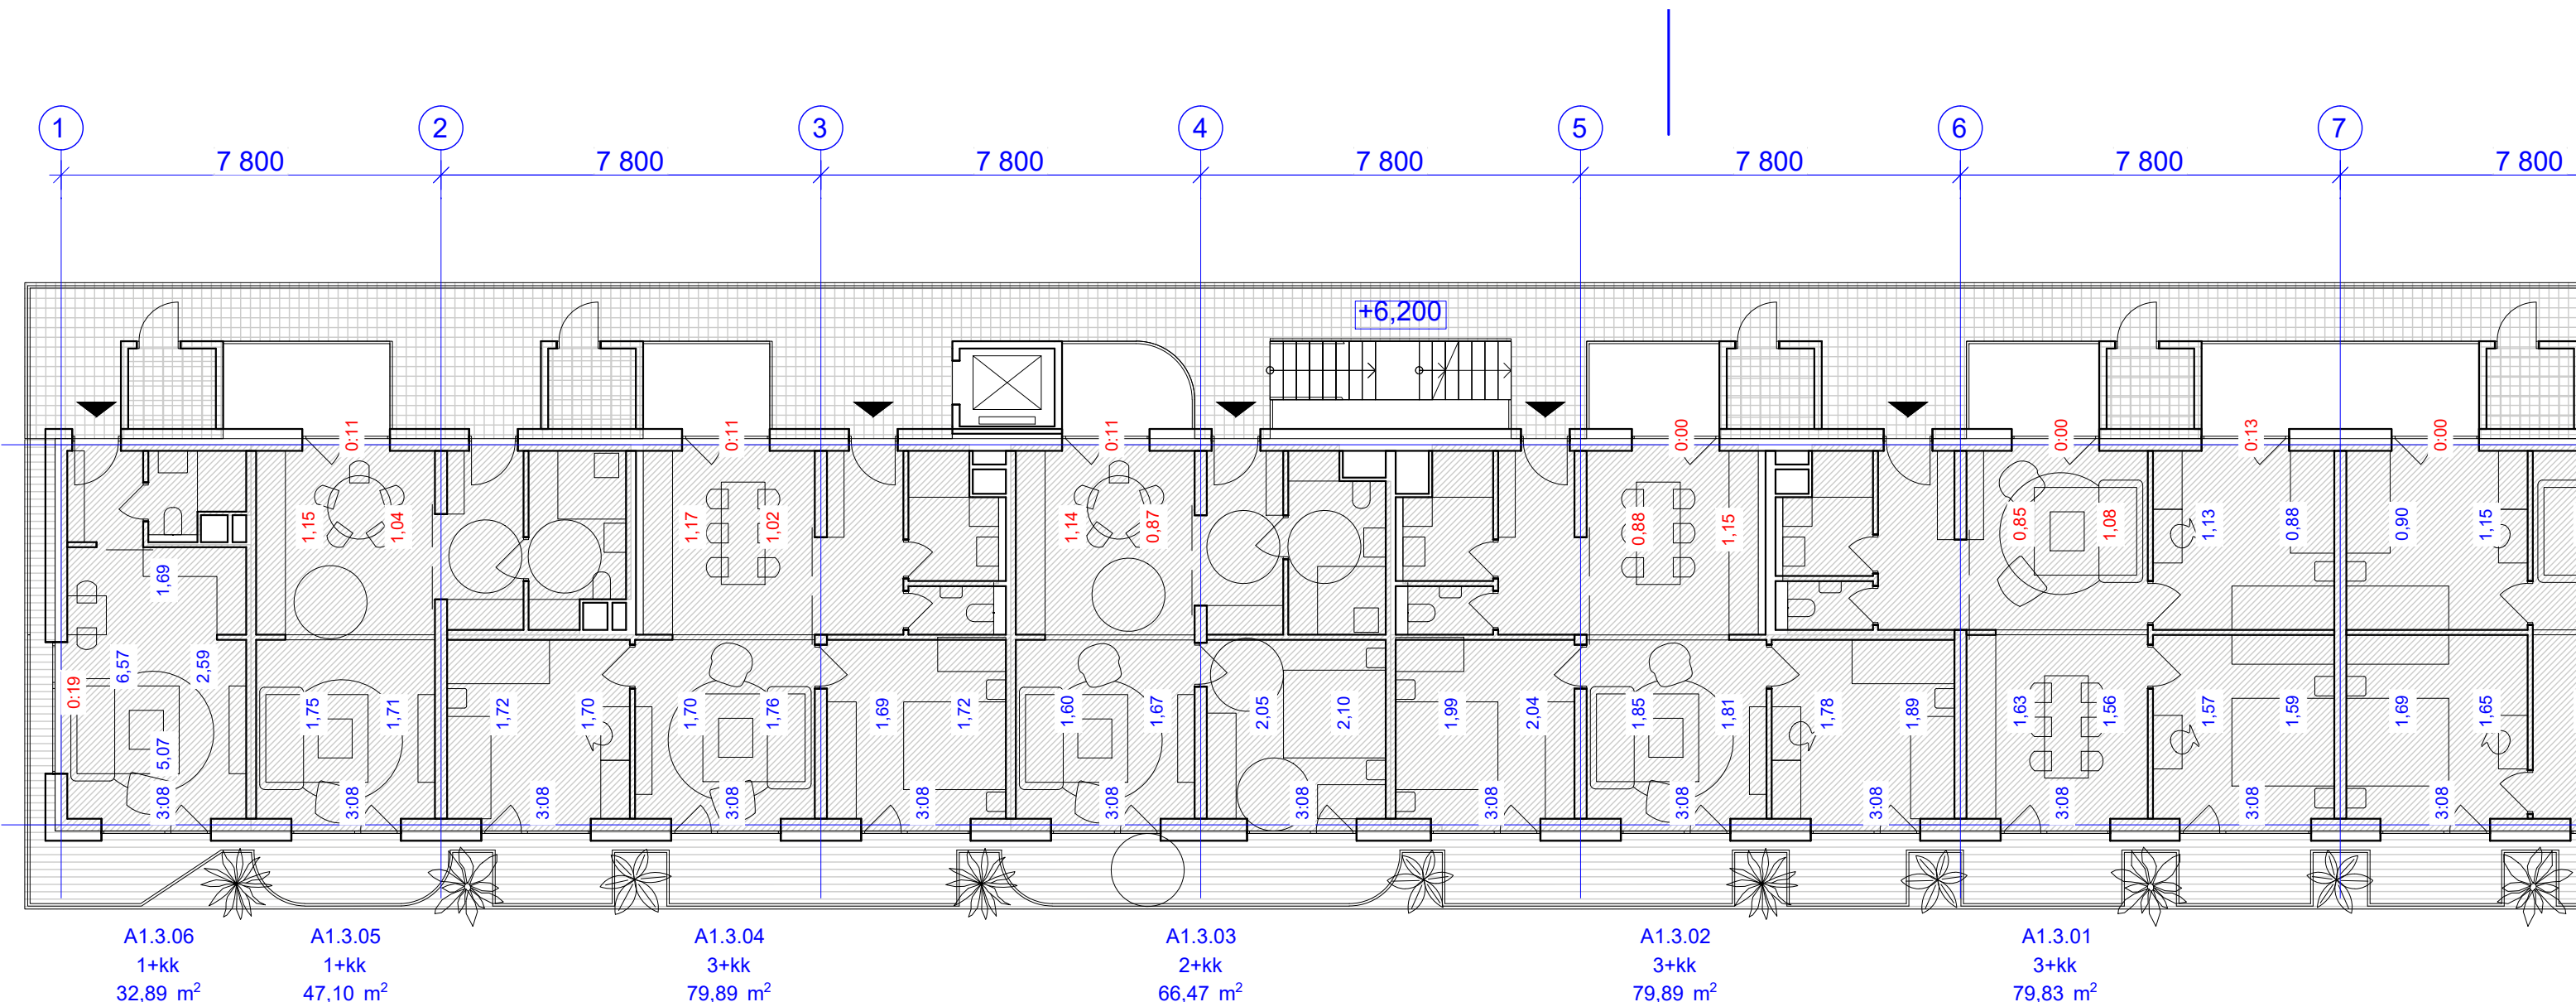 1 2 3 4 5 6 7
7 800 7 800 7 800 7 800 7 800 7 800 7 800
+6,200
0:11 0:11 0:11 0:00 0:00 0:13 0:00
1,15 1,04 1,17 1,02 1,14 0,87 0,88 1,15 0,85 1,08 1,13 0,88 0,90 1,15
1,69
6,57 2,59
0:19 1,75 1,71 1,72 1,70 1,70 1,76 1,69 1,72 1,60 1,67 2,05 2,10 1,99 2,04 1,85 1,81 1,78 1,89 1,63 1,56 1,57 1,59 1,69 1,65
5,07
3:08 3:08 3:08 3:08 3:08 3:08 3:08 3:08 3:08 3:08 3:08 3:08 3:08
A1.3.06 A1.3.05 A1.3.04 A1.3.03 A1.3.02 A1.3.01
1+kk 1+kk 3+kk 2+kk 3+kk 3+kk
32,89 m² 47,10 m² 79,89 m² 66,47 m² 79,89 m² 79,83 m²